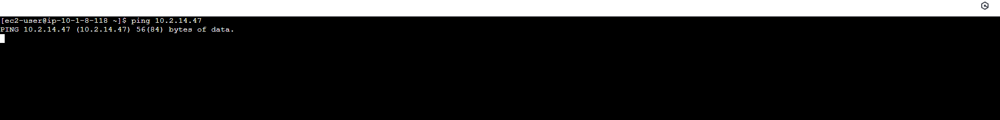 [ec2-user@ip-10-1-8-118 ~]$ ping 10.2.14.47
PING 10.2.14.47 (10.2.14.47) 56(84) bytes of data.